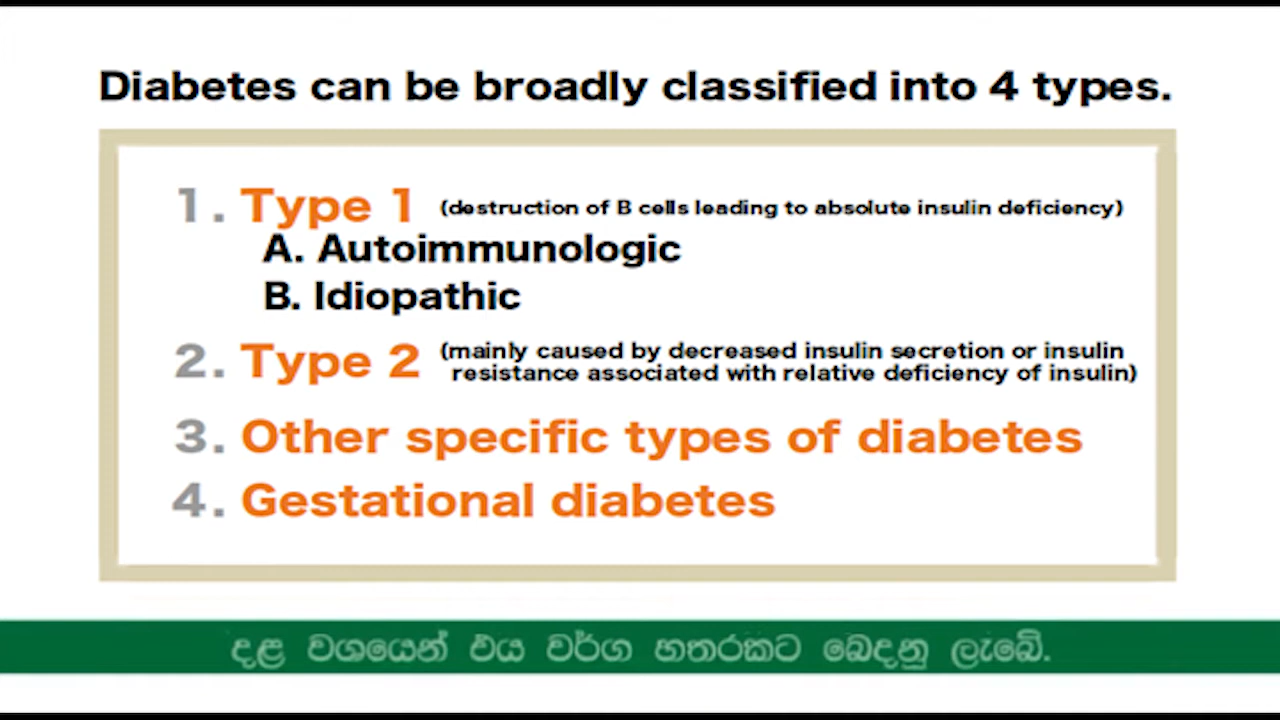 Diabetes can be broadly classified into 4 types.
1. Type 1 (destruction of B cells leading to absolute insulin deficiency)
A. Autoimmunologic
B. Idiopathic
2. Type 2 (mainly caused by decreased insulin secretion or insulin
resistance associated with relative deficiency of insulin)
3. Other specific types of diabetes
4. Gestational diabetes
දළ වශයෙන් එය වර්ග හතරකට බෙදනු ලැබේ.